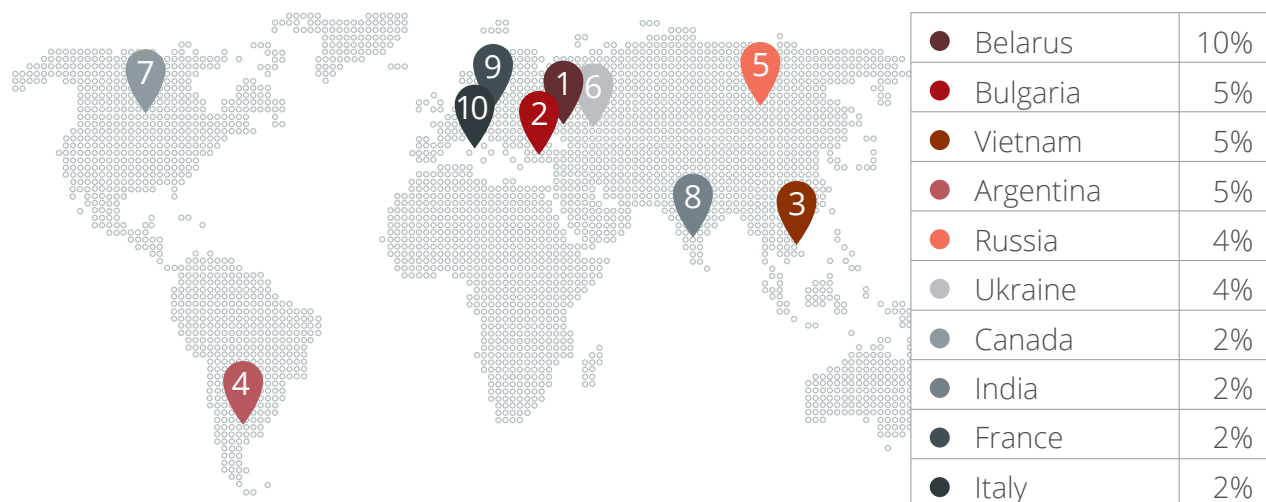 7
9
1
6
5
10
2
8
3
4
Belarus 10%
Bulgaria 5%
Vietnam 5%
Argentina 5%
Russia 4%
Ukraine 4%
Canada 2%
India 2%
France 2%
Italy 2%